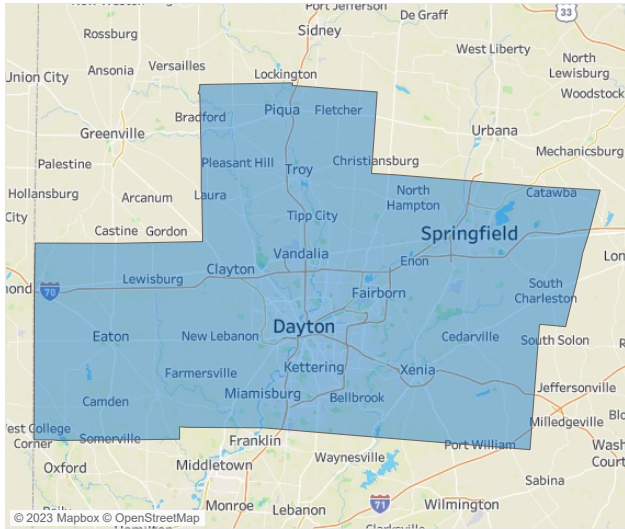 Port Jefferson
De Graff
33
Rossburg
Sidney
West Liberty
Ansonia
Versailles
North
Lewisburg
Union City
Lockington
Woodstock
Bradford
Piqua
Fletcher
Greenville
Urbana
Mechanicsburg
Palestine
Pleasant Hill
Troy
Christiansburg
Hollansburg
Arcanum
Laura
North
Hampton
Catawba
City
Tipp City
Castine
Gordon
Springfield
Vandalia
Enon
Clayton
Lewisburg
70
Fairborn
South
Charleston
Dayton
Eaton
New Lebanon
Cedarville
South Solon
Farmersville
Kettering
Xenia
Jeffersonville
Camden
Miamisburg
Bellbrook
Milledgeville
West College
Corner
Somerville
Franklin
Port William
Oxford
Middletown
Waynesville
Sabina
Monroe
Lebanon
71
Wilmington
© 2023 Mapbox © OpenStreetMap